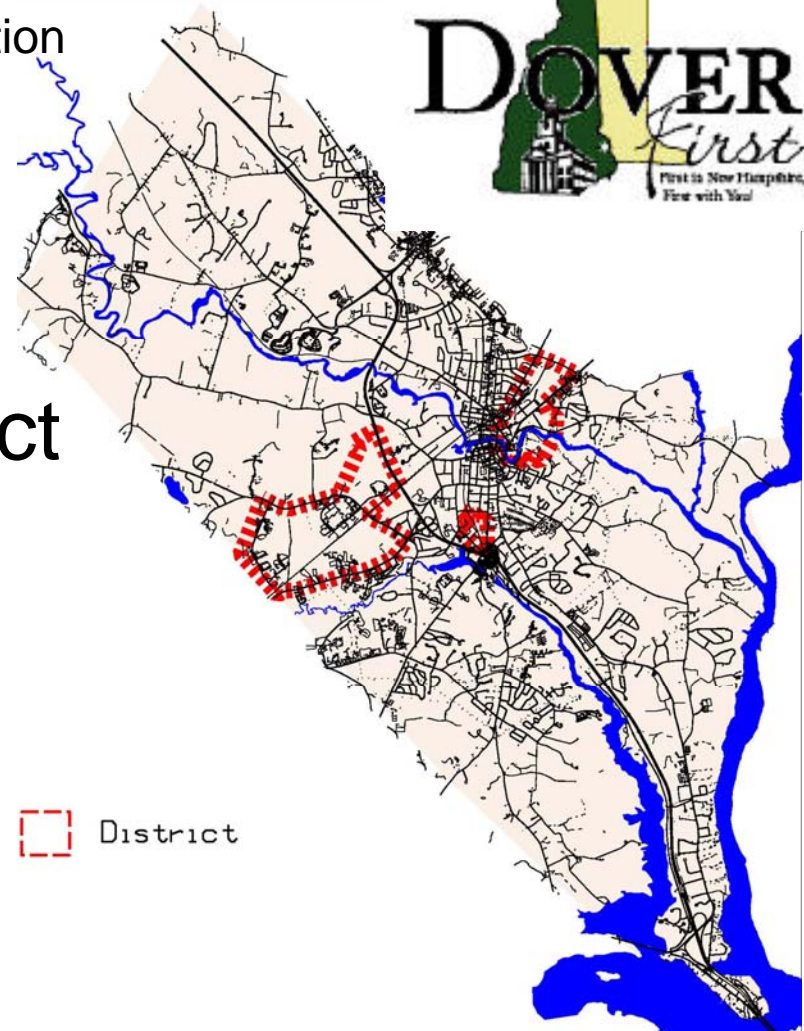 tion
DOVER
First
First in New Hampshire,
First with You!
ct
District